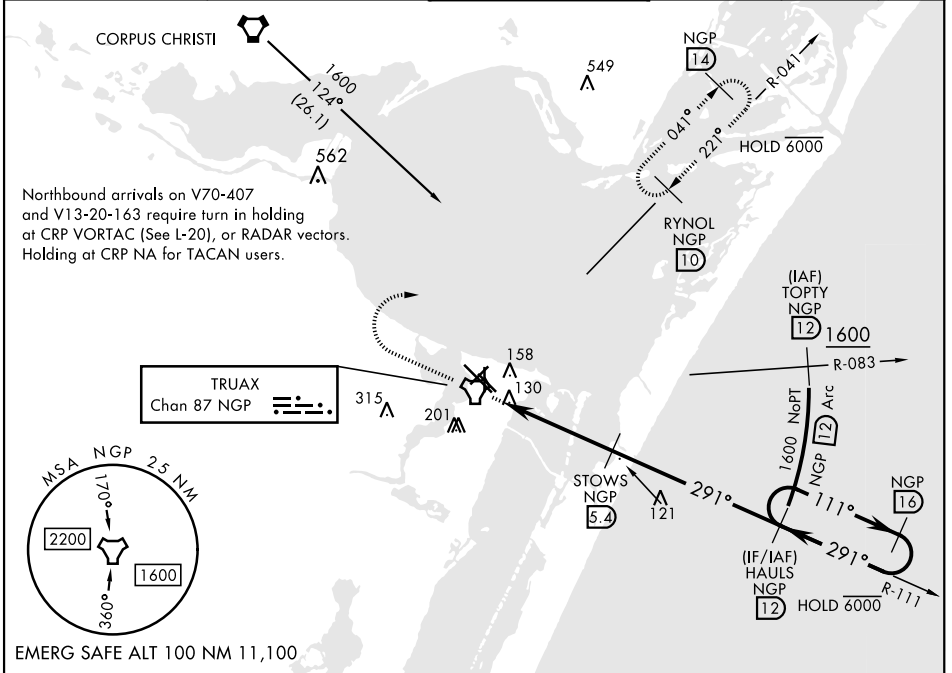 CORPUS CHRISTI
1600
124°
(26.1)
562
549
NGP
14
R-041
041°
221°
HOLD 6000
RYNOL
NGP
10
Northbound arrivals on V70-407
and V13-20-163 require turn in holding
at CRP VORTAC (See L-20), or RADAR vectors.
Holding at CRP NA for TACAN users.
(IAF)
TOPTY
NGP
12
1600
R-083
1600 NoPT
NGP 12 Arc
TRUAX
Chan 87 NGP
158
130
315
201
STOWS
NGP
5.4
121
291°
111°
291°
NGP
16
R-111
(IF/IAF)
HAULS
NGP
12
HOLD 6000
MSA NGP 25 NM
170°
2200
1600
360°
EMERG SAFE ALT 100 NM 11,100